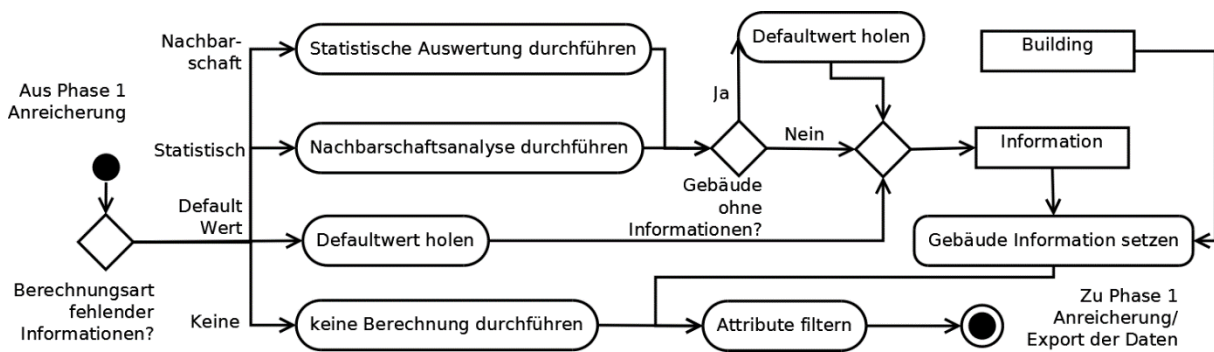 Nachbar-
schaft
Statistische Auswertung durchführen
Defaultwert holen
Building
Aus Phase 1
Anreicherung
Ja
Statistisch
Nachbarschaftsanalyse durchführen
Nein
Information
Gebäude
ohne
Informationen?
Default
Wert
Defaultwert holen
Gebäude Information setzen
Berechnungsart
fehlender
Informationen?
Keine
keine Berechnung durchführen
Attribute filtern
Zu Phase 1
Anreicherung/
Export der Daten